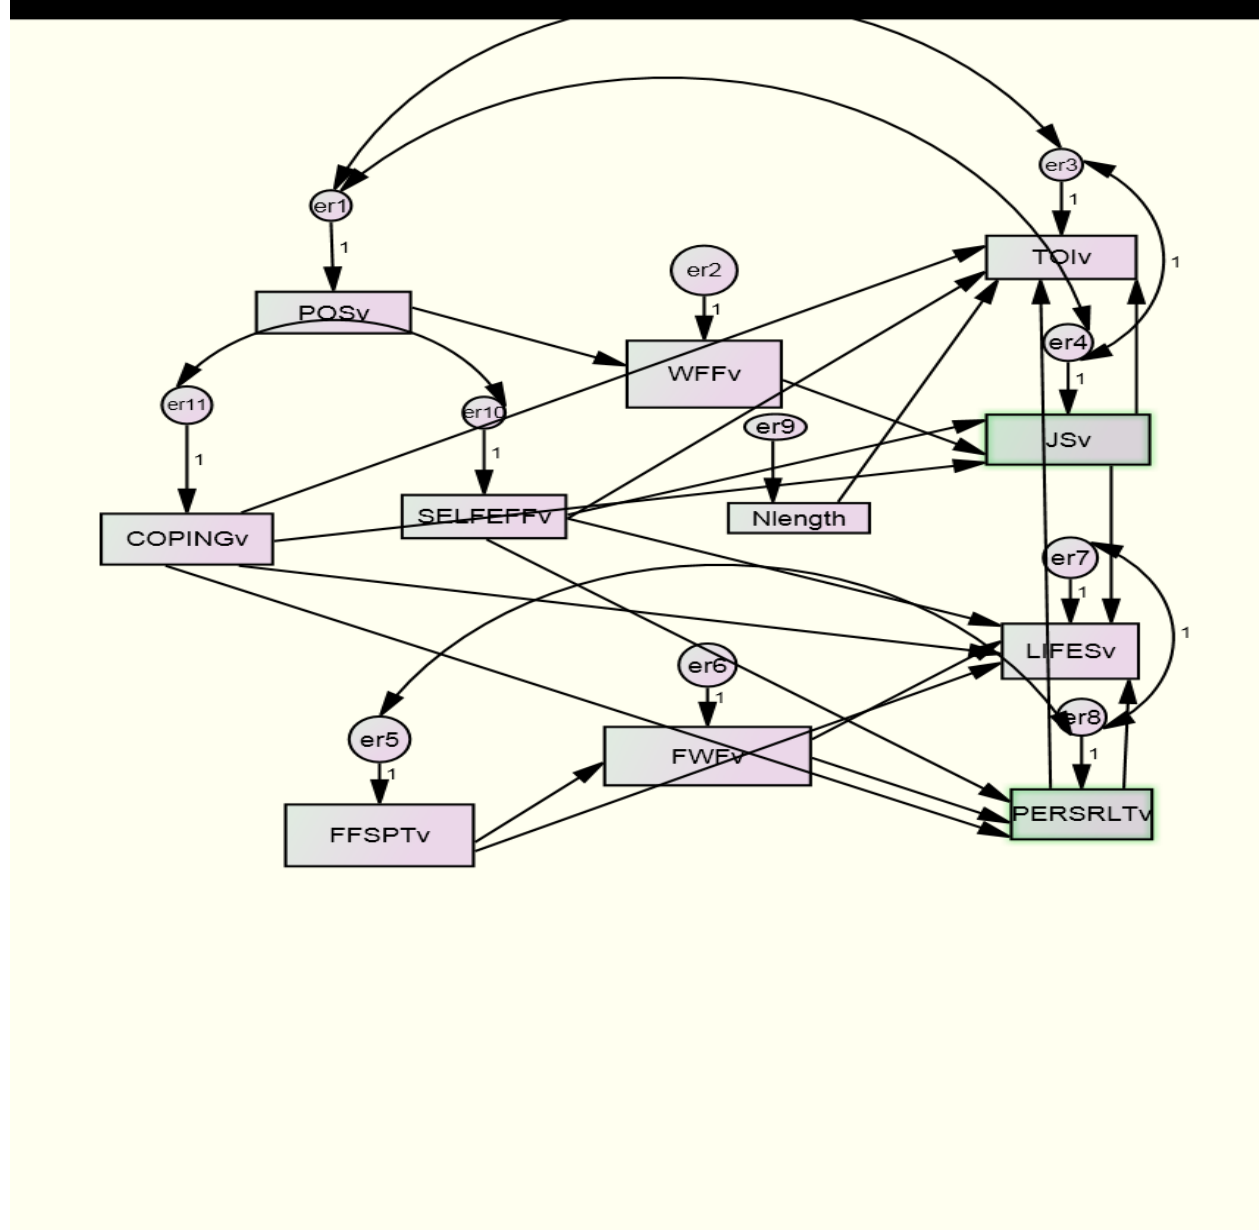 er3
1
er1
TOIv
1
er2
1
POSv
1
er4
WFFv
1
er11
er10
er9
JSv
1
1
SELFEFFv
Nlength
COPINGv
er7
1
1
LIFESv
er6
er8
1
er5
1
FWFv
1
PERSRLTv
FFSPTv